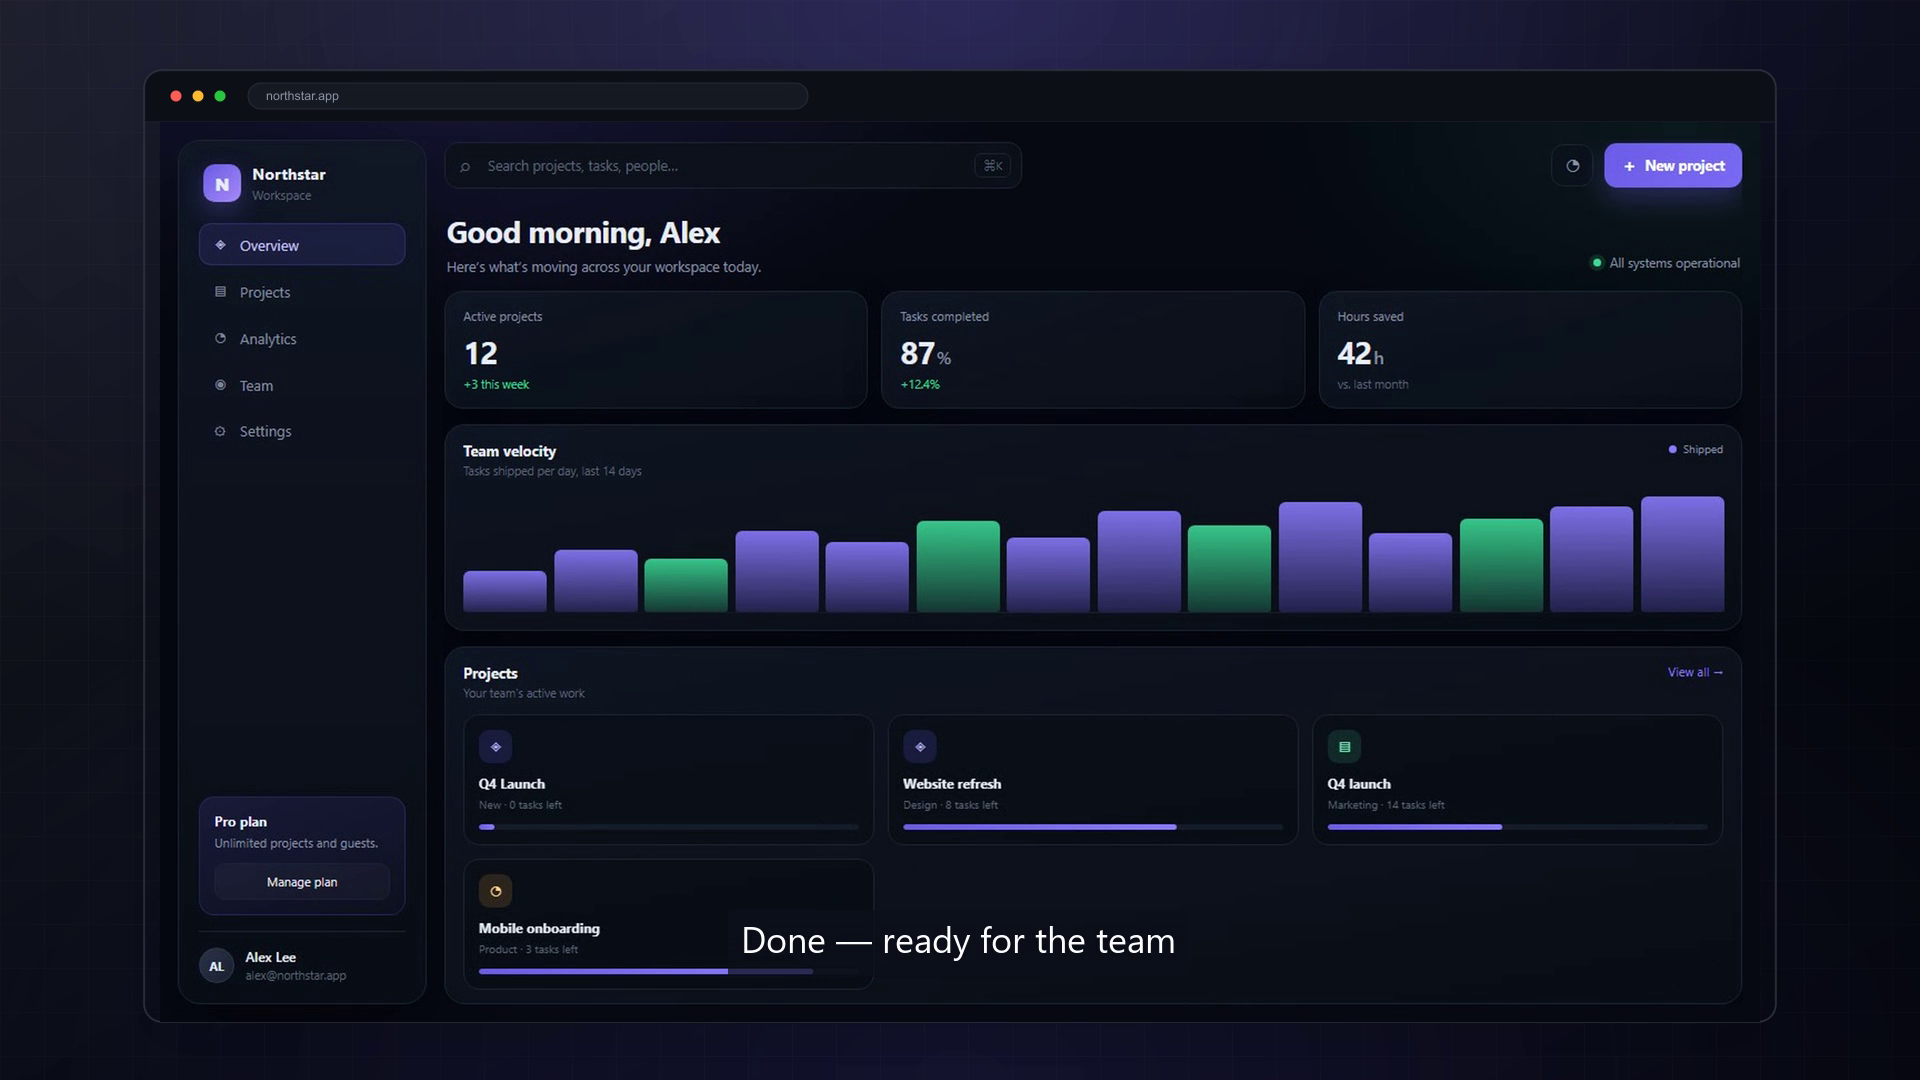 northstar.app
N
Northstar
Workspace
Overview
Projects
Analytics
Team
Settings
Pro plan
Unlimited projects and guests.
Manage plan
AL
Alex Lee
alex@northstar.app
Search projects, tasks, people...
⌘K
+ New project
Good morning, Alex
Here's what's moving across your workspace today.
All systems operational
Active projects
12
+3 this week
Tasks completed
87%
+12.4%
Hours saved
42h
vs. last month
Team velocity
Tasks shipped per day, last 14 days
Shipped
Projects
Your team's active work
View all →
Q4 Launch
New · 0 tasks left
Website refresh
Design · 8 tasks left
Q4 launch
Marketing · 14 tasks left
Mobile onboarding
Product · 3 tasks left
Done — ready for the team